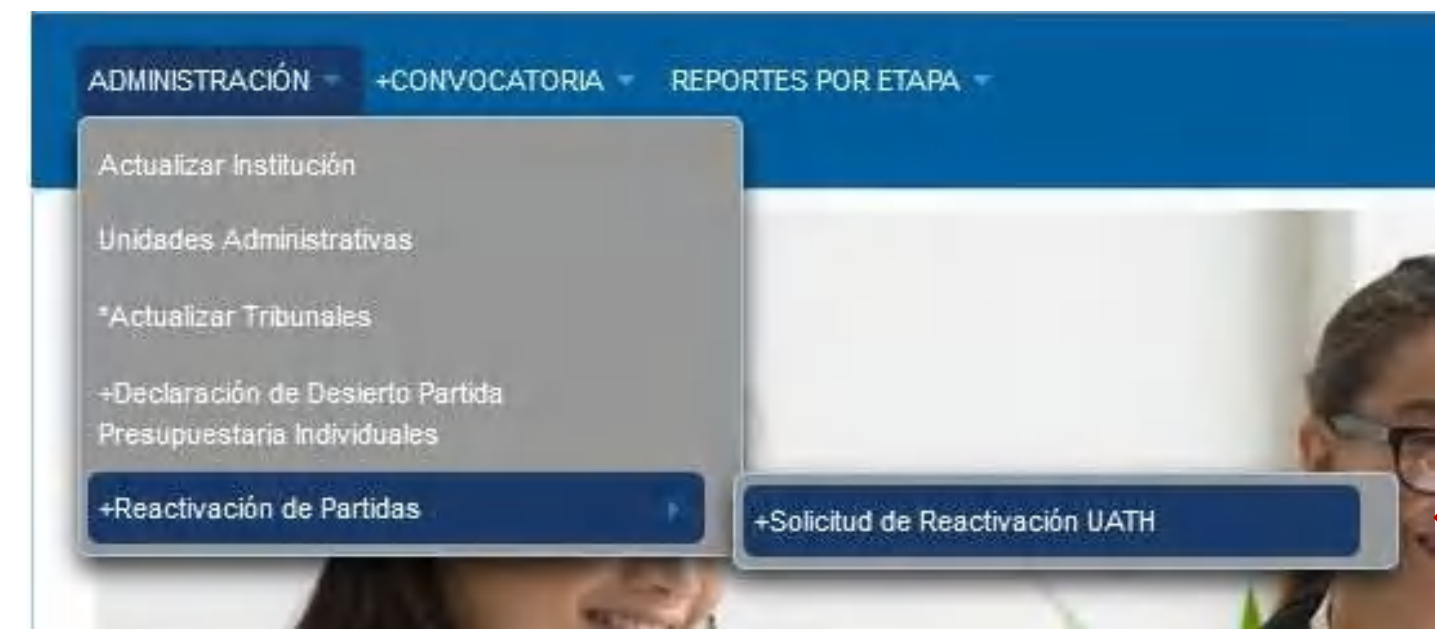 ADMINISTRACIÓN +CONVOCATORIA REPORTES POR ETAPA
Actualizar Institución
Unidades Administrativas
*Actualizar Tribunales
+Declaración de Desierto Partida
Presupuestaria Individuales
+Reactivación de Partidas
+Solicitud de Reactivación UATH